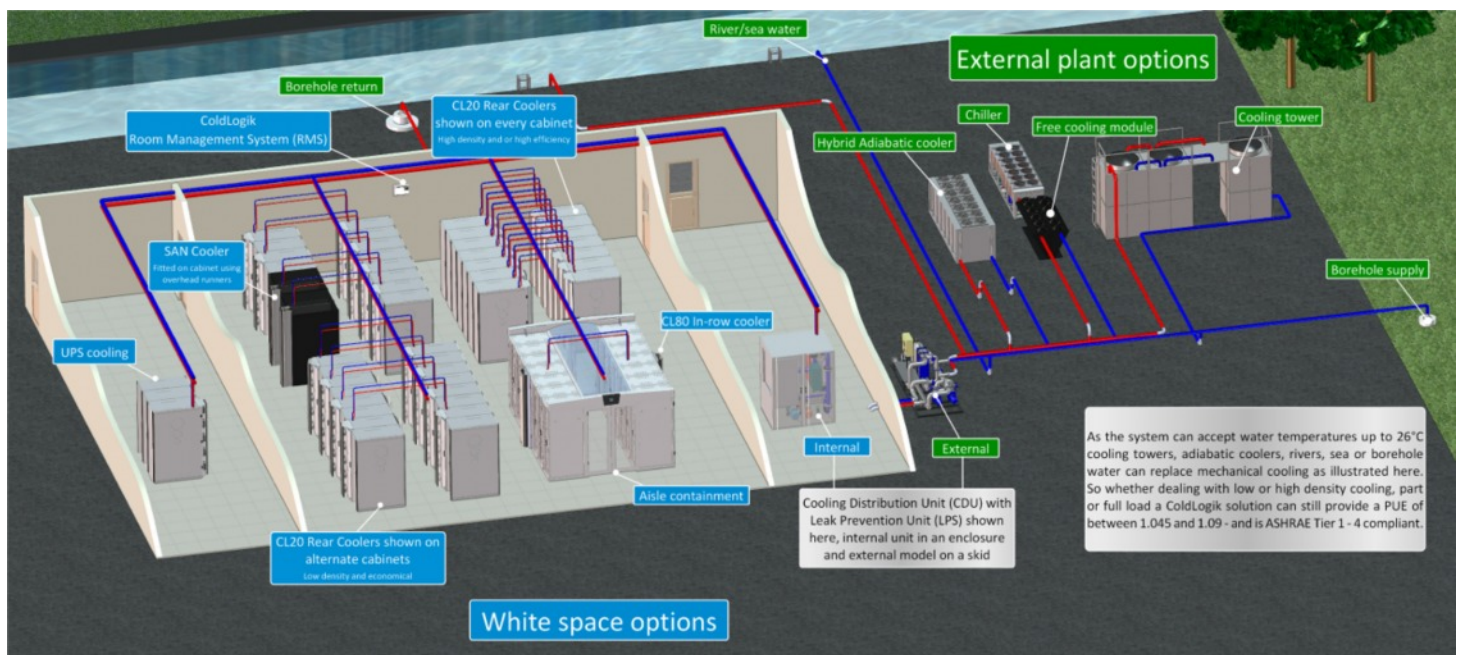 River/sea water
External plant options
Borehole return
CL20 Rear Coolers
shown on every cabinet
High density and or high efficiency
ColdLogik
Room Management System (RMS)
Chiller
Free cooling module
Cooling tower
Hybrid Adiabatic cooler
SAN Cooler
Fitted on cabinet using
overhead runners
Borehole supply
CL80 In-row cooler
UPS cooling
Internal
External
As the system can accept water temperatures up to 26°C
cooling towers, adiabatic coolers, rivers, sea or borehole
water can replace mechanical cooling as illustrated here.
So whether dealing with low or high density cooling, part
or full load a ColdLogik solution can still provide a PUE of
between 1.045 and 1.09 - and is ASHRAE Tier 1 - 4 compliant.
Aisle containment
Cooling Distribution Unit (CDU) with
Leak Prevention Unit (LPS) shown
here, internal unit in an enclosure
and external model on a skid
CL20 Rear Coolers shown on
alternate cabinets
Low density and economical
White space options